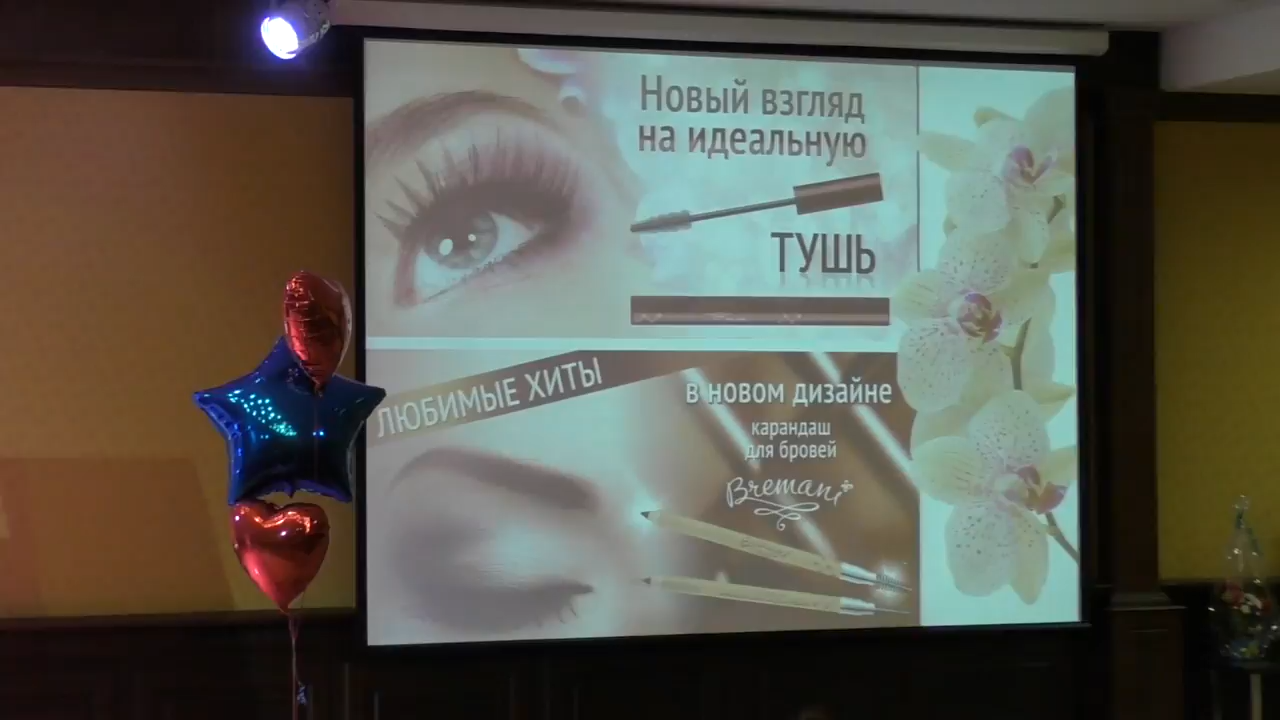 Новый взгляд
на идеальную
ТУШЬ
ЛЮБИМЫЕ ХИТЫ
в новом дизайне
карандаш
для бровей
Bremani